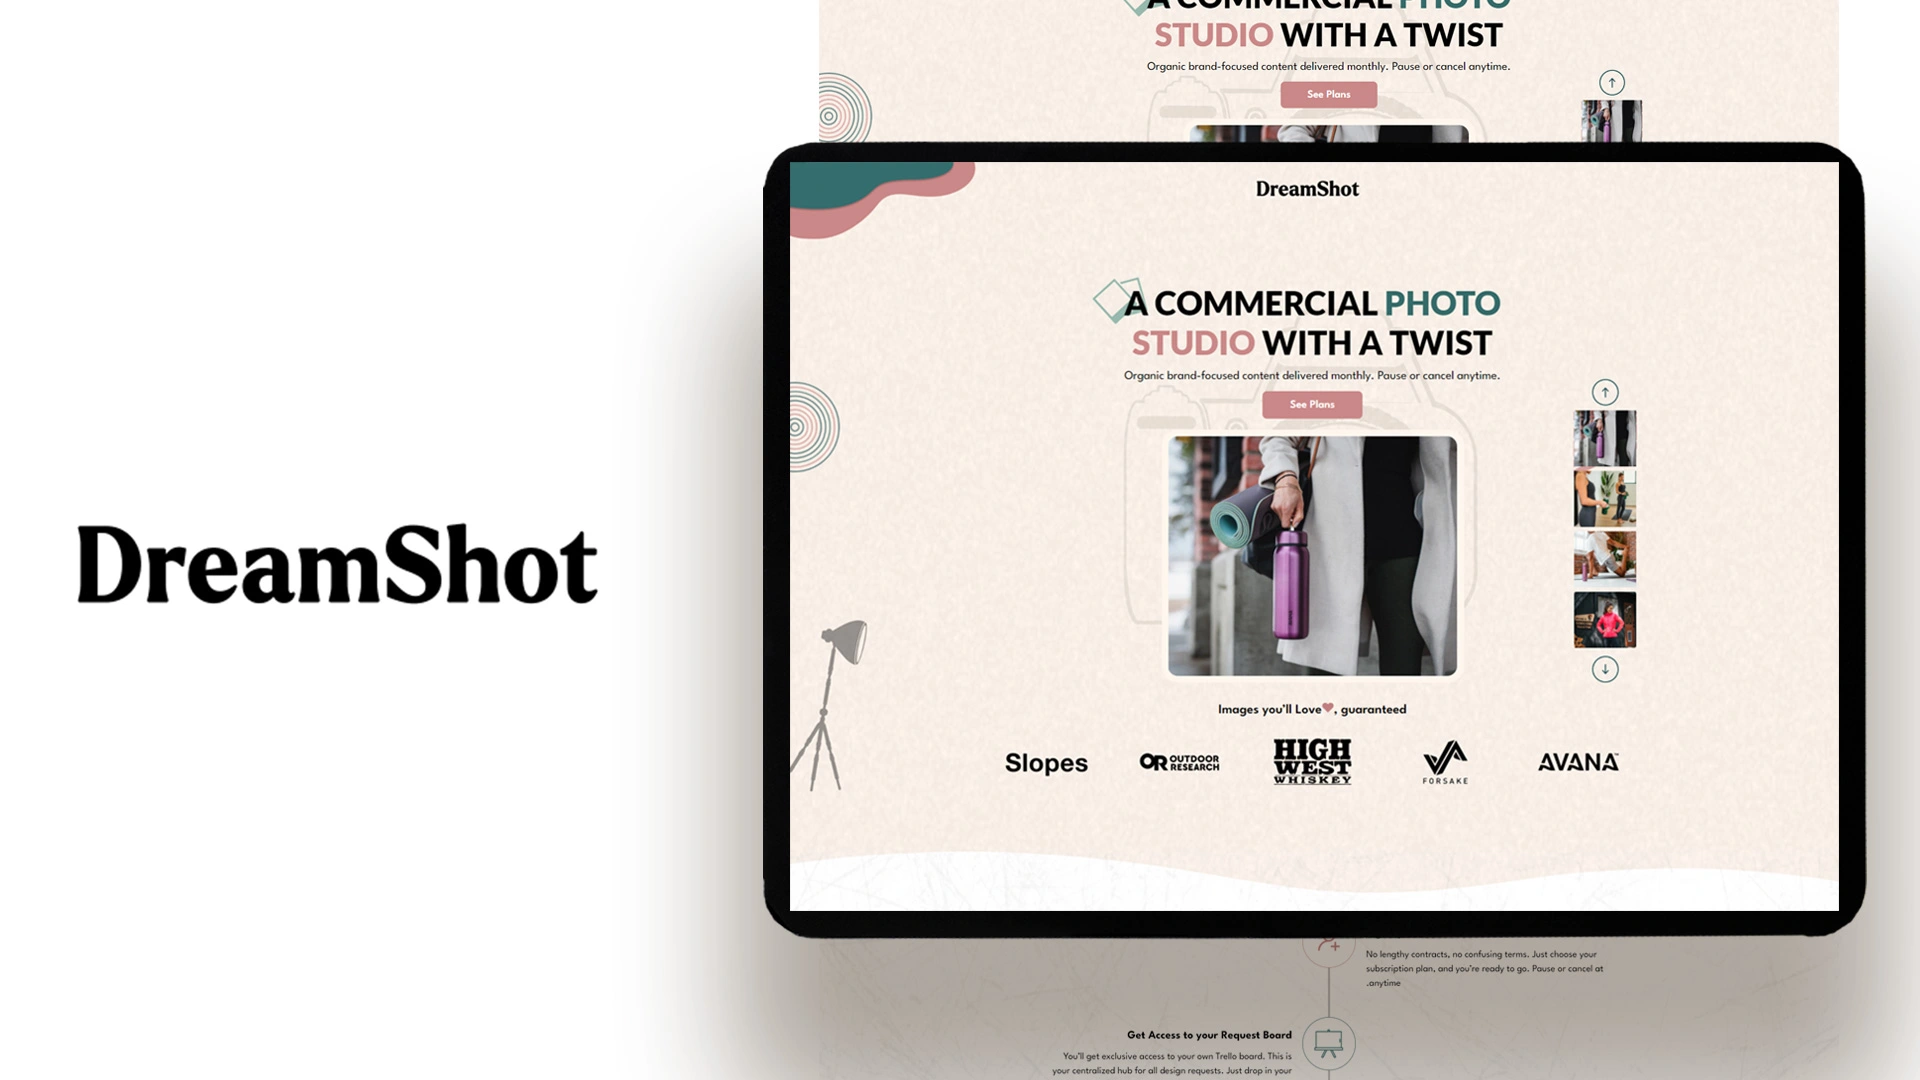 A COMMERCIAL PHOTO
STUDIO WITH A TWIST
Organic brand-focused content delivered monthly. Pause or cancel anytime.
See Plans
DreamShot
DreamShot
A COMMERCIAL PHOTO
STUDIO WITH A TWIST
Organic brand-focused content delivered monthly. Pause or cancel anytime.
See Plans
Images you'll Love, guaranteed
Slopes
OR OUTDOOR
RESEARCH
HIGH
WEST
WHISKEY
FORSAKE
AVANA
No lengthy contracts, no confusing terms. Just choose your
subscription plan, and you're ready to go. Pause or cancel at
.anytime
Get Access to your Request Board
You'll get exclusive access to your own Trello board. This is
your centralized hub for all design requests. Just drop in your